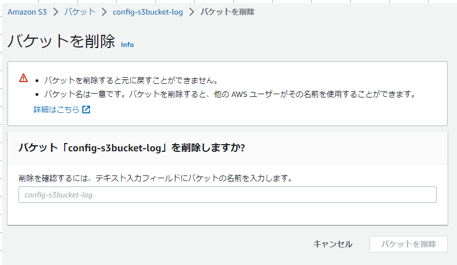 Amazon S3 > バケット > config-s3bucket-log > バケットを削除
バケットを削除 Info
バケットを削除すると元に戻すことができません。
バケット名は一意です。バケットを削除すると、他の AWS ユーザーがその名前を使用することができます。
詳細はこちら
バケット「config-s3bucket-log」を削除しますか?
削除を確認するには、テキスト入力フィールドにバケットの名前を入力します。
config-s3bucket-log
キャンセル バケットを削除